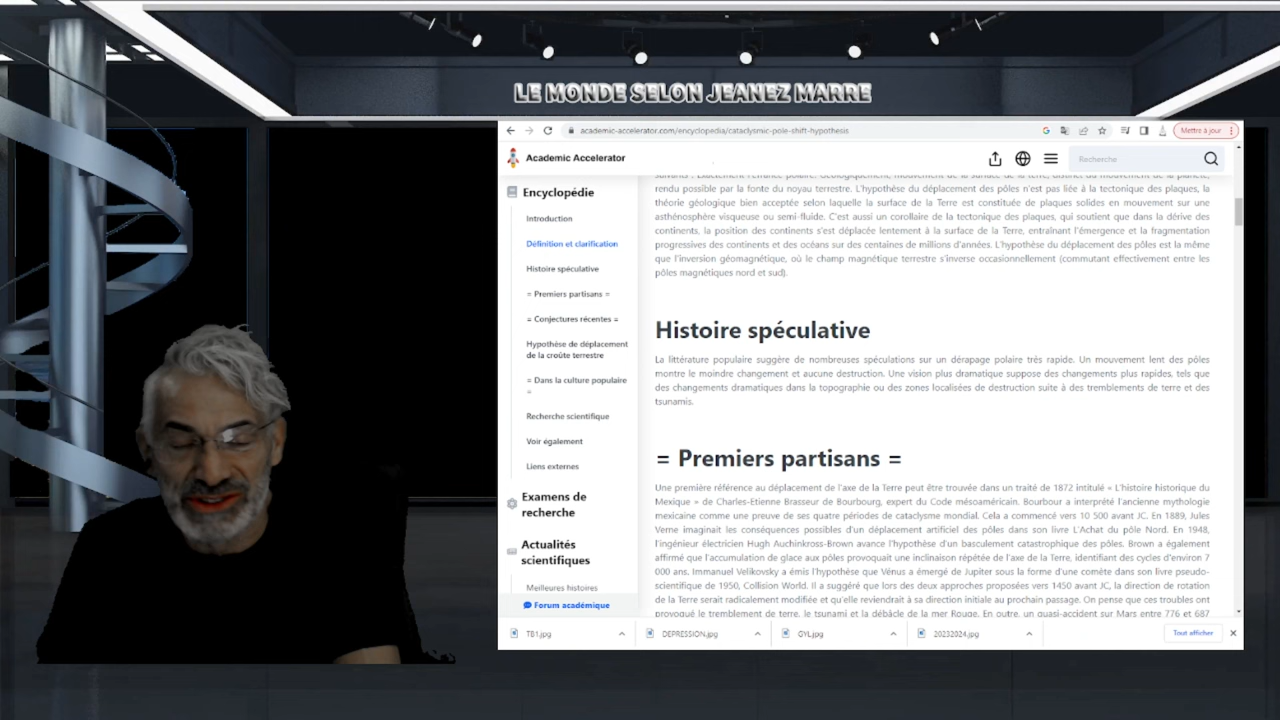 LE MONDE SELON JEANEZ MARRE
academic-accelerator.com/encyclopedia/cataclysmic-pole-shift-hypothesis
Mettre à jour
Academic Accelerator
Recherche
Encyclopédie
Introduction
Définition et clarification
Histoire spéculative
= Premiers partisans =
= Conjectures récentes =
Hypothèse de déplacement
de la croûte terrestre
= Dans la culture populaire
=
Recherche scientifique
Voir également
Liens externes
Examens de
recherche
Actualités
scientifiques
Meilleures histoires
Forum académique
suivants : Exactement l'errance polaire. Géologiquement, mouvement de la surface de la terre, distinct du mouvement de la planète,
rendu possible par la fonte du noyau terrestre. L'hypothèse du déplacement des pôles n'est pas liée à la tectonique des plaques, la
théorie géologique bien acceptée selon laquelle la surface de la Terre est constituée de plaques solides en mouvement sur une
asthénosphère visqueuse ou semi-fluide. C'est aussi un corollaire de la tectonique des plaques, qui soutient que dans la dérive des
continents, la position des continents s'est déplacée lentement à la surface de la Terre, entraînant l'émergence et la fragmentation
progressives des continents et des océans sur des centaines de millions d'années. L'hypothèse du déplacement des pôles est la même
que l'inversion géomagnétique, où le champ magnétique terrestre s'inverse occasionnellement (commutant effectivement entre les
pôles magnétiques nord et sud).
Histoire spéculative
La littérature populaire suggère de nombreuses spéculations sur un dérapage polaire très rapide. Un mouvement lent des pôles
montre le moindre changement et aucune destruction. Une vision plus dramatique suppose des changements plus rapides, tels que
des changements dramatiques dans la topographie ou des zones localisées de destruction suite à des tremblements de terre et des
tsunamis.
= Premiers partisans =
Une première référence au déplacement de l'axe de la Terre peut être trouvée dans un traité de 1872 intitulé « L'histoire historique du
Mexique » de Charles-Etienne Brasseur de Bourbourg, expert du Code mésoaméricain. Bourbour a interprété l'ancienne mythologie
mexicaine comme une preuve de ses quatre périodes de cataclysme mondial. Cela a commencé vers 10 500 avant JC. En 1889, Jules
Verne imaginait les conséquences possibles d'un déplacement artificiel des pôles dans son livre L'Achat du pôle Nord. En 1948,
l'ingénieur électricien Hugh Auchinkross-Brown avance l'hypothèse d'un basculement catastrophique des pôles. Brown a également
affirmé que l'accumulation de glace aux pôles provoquait une inclinaison répétée de l'axe de la Terre, identifiant des cycles d'environ 7
000 ans. Immanuel Velikovsky a émis l'hypothèse que Vénus a émergé de Jupiter sous la forme d'une comète dans son livre pseudo-
scientifique de 1950, Collision World. Il a suggéré que lors des deux approches proposées vers 1450 avant JC, la direction de rotation
de la Terre serait radicalement modifiée et qu'elle reviendrait à sa direction initiale au prochain passage. On pense que ces troubles ont
provoqué le tremblement de terre, le tsunami et la débâcle de la mer Rouge. En outre, un quasi-accident sur Mars entre 776 et 687
TB1.jpg
DEPRESSION.jpg
GYL.jpg
20232024.jpg
Tout afficher